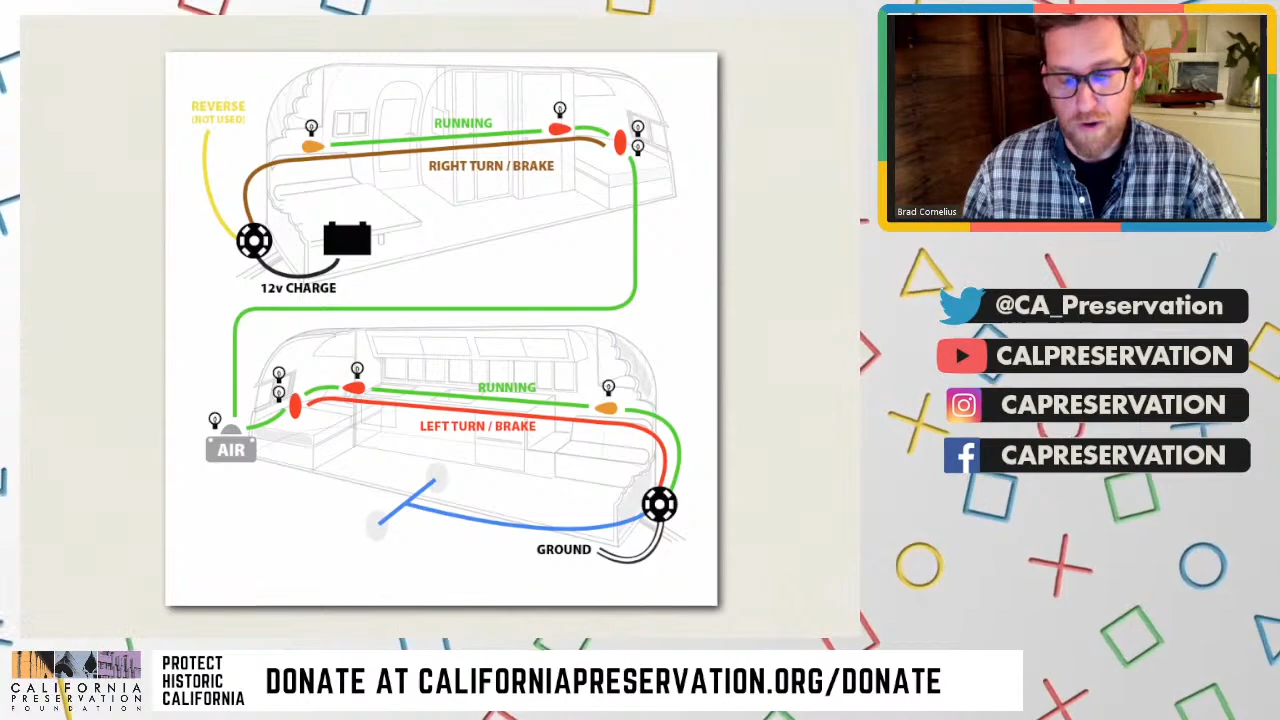 REVERSE
(NOT USED)
RUNNING
RIGHT TURN / BRAKE
12v CHARGE
RUNNING
LEFT TURN / BRAKE
AIR
GROUND
Brad Cornelius
@CA_Preservation
CALPRESERVATION
CAPRESERVATION
CAPRESERVATION
CALIFORNIA
PRESERVATION
FOUNDATION
PROTECT
HISTORIC
CALIFORNIA
DONATE AT CALIFORNIAPRESERVATION.ORG/DONATE